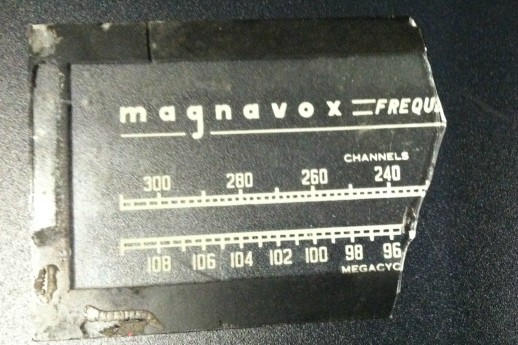 magnavox = FREQU
CHANNELS
300 280 260 240
108 106 104 102 100 98 96
MEGACYC